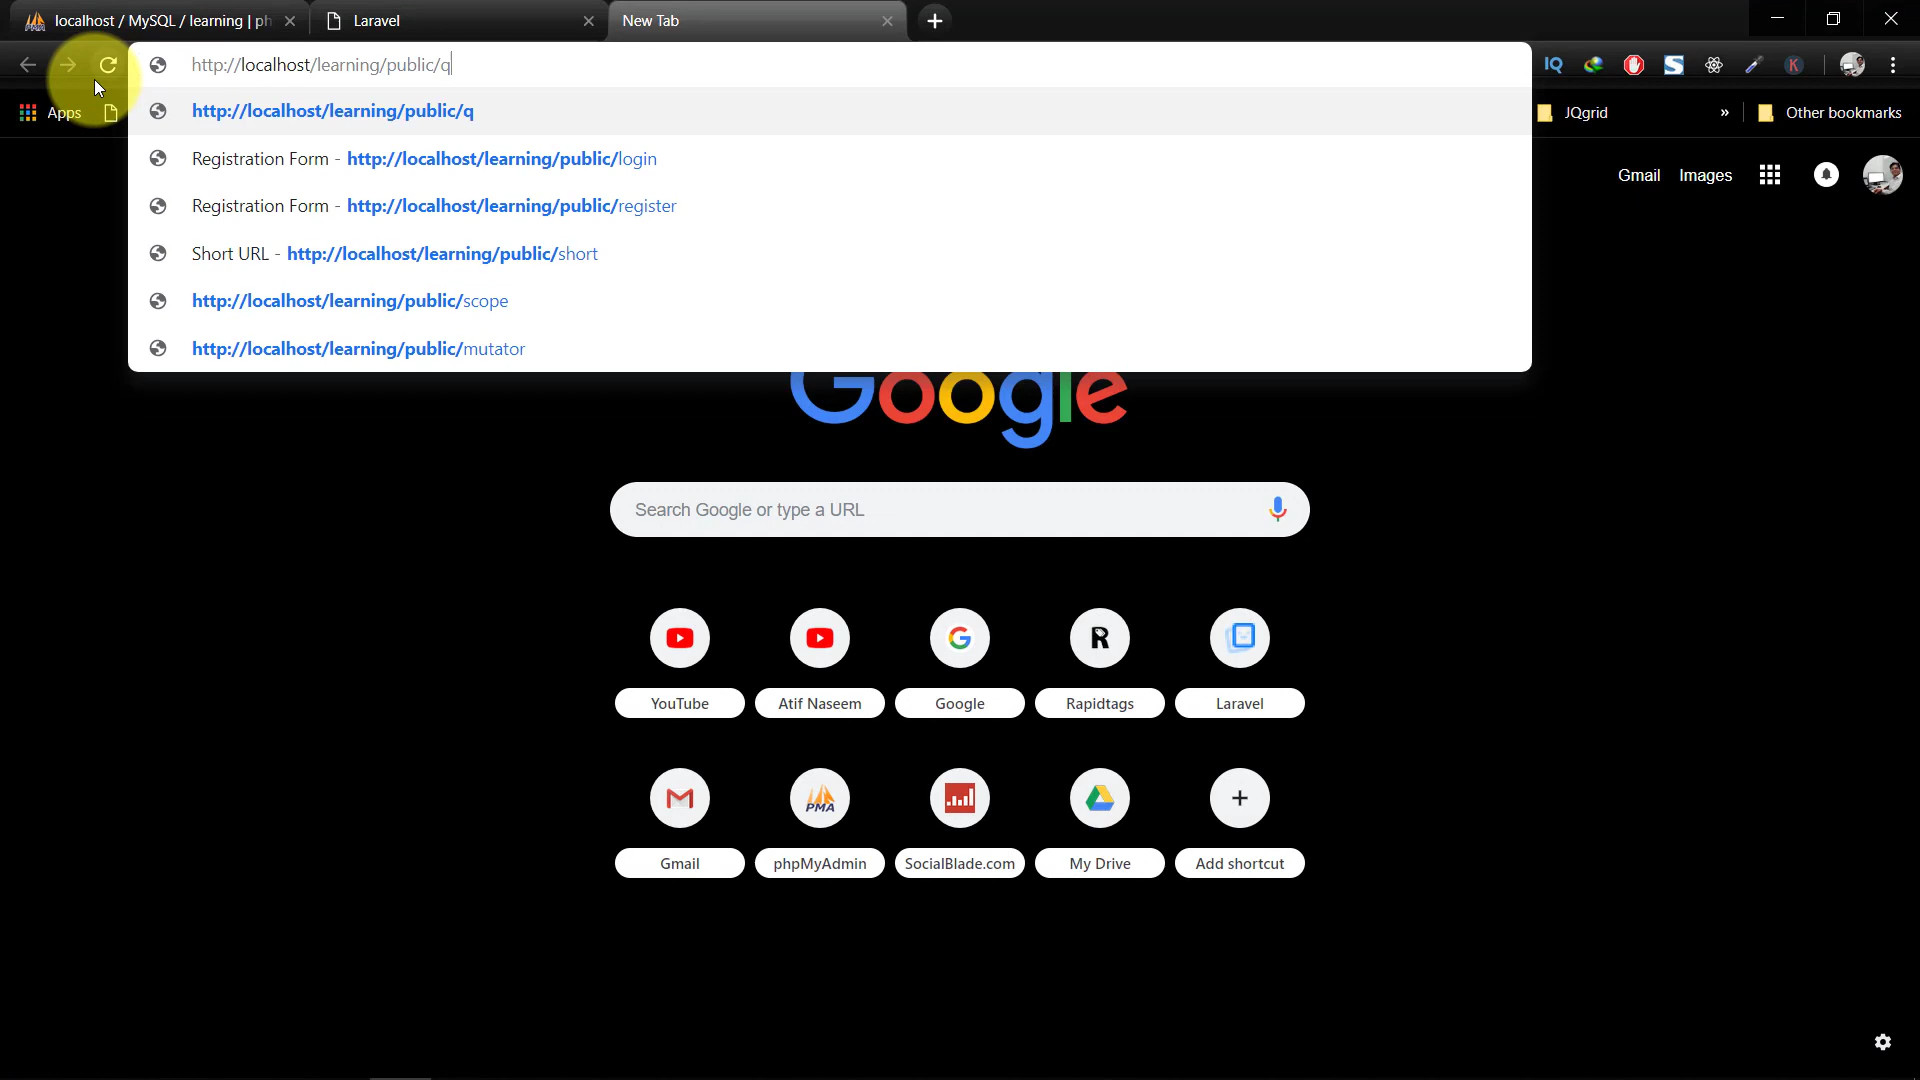 localhost / MySQL / learning | ph
Laravel
New Tab
http://localhost/learning/public/q
IQ
S
K
Apps
JQgrid
»
Other bookmarks
http://localhost/learning/public/q
Registration Form - http://localhost/learning/public/login
Registration Form - http://localhost/learning/public/register
Short URL - http://localhost/learning/public/short
http://localhost/learning/public/scope
http://localhost/learning/public/mutator
Gmail Images
Google
Search Google or type a URL
YouTube
Atif Naseem
Google
Rapidtags
Laravel
Gmail
phpMyAdmin
SocialBlade.com
My Drive
Add shortcut
G
R
PMA